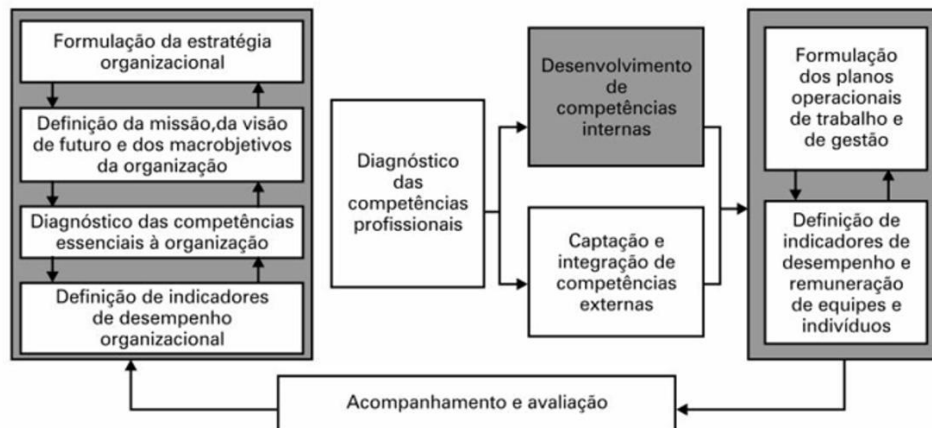 Formulação da estratégia
organizacional
Definição da missão,da visão
de futuro e dos macrobjetivos
da organização
Diagnóstico das competências
essenciais à organização
Definição de indicadores
de desempenho
organizacional
Diagnóstico
das
competências
profissionais
Desenvolvimento
de
competências
internas
Captação e
integração de
competências
externas
Formulação
dos planos
operacionais
de trabalho e
de gestão
Definição de
indicadores de
desempenho e
remuneração
de equipes e
indivíduos
Acompanhamento e avaliação